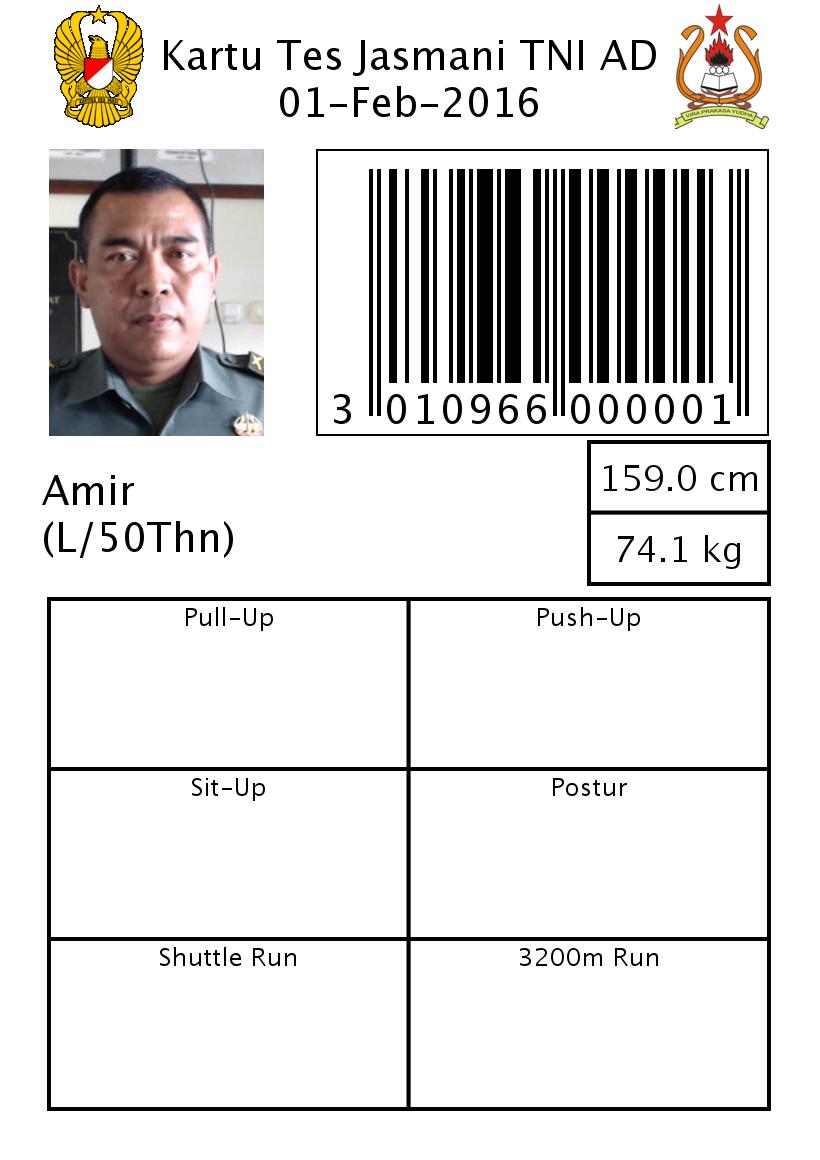 Kartu Tes Jasmani TNI AD
01-Feb-2016
VIRA PRAKASA YUDHA
3 010966 000001
159.0 cm
74.1 kg
Amir
(L/50Thn)
Pull-Up
Push-Up
Sit-Up
Postur
Shuttle Run
3200m Run